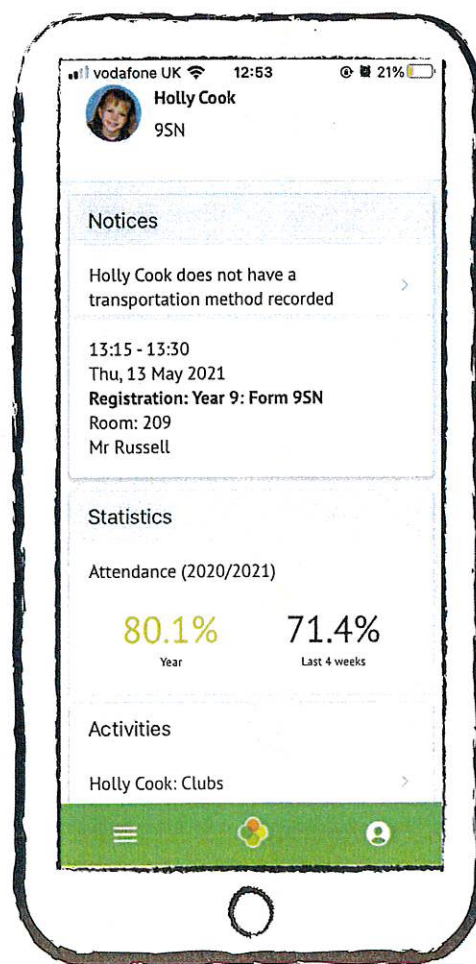 vodafone UK 12:53 21%
Holly Cook
9SN
Notices
Holly Cook does not have a
transportation method recorded
13:15 - 13:30
Thu, 13 May 2021
Registration: Year 9: Form 9SN
Room: 209
Mr Russell
Statistics
Attendance (2020/2021)
80.1% 71.4%
Year Last 4 weeks
Activities
Holly Cook: Clubs